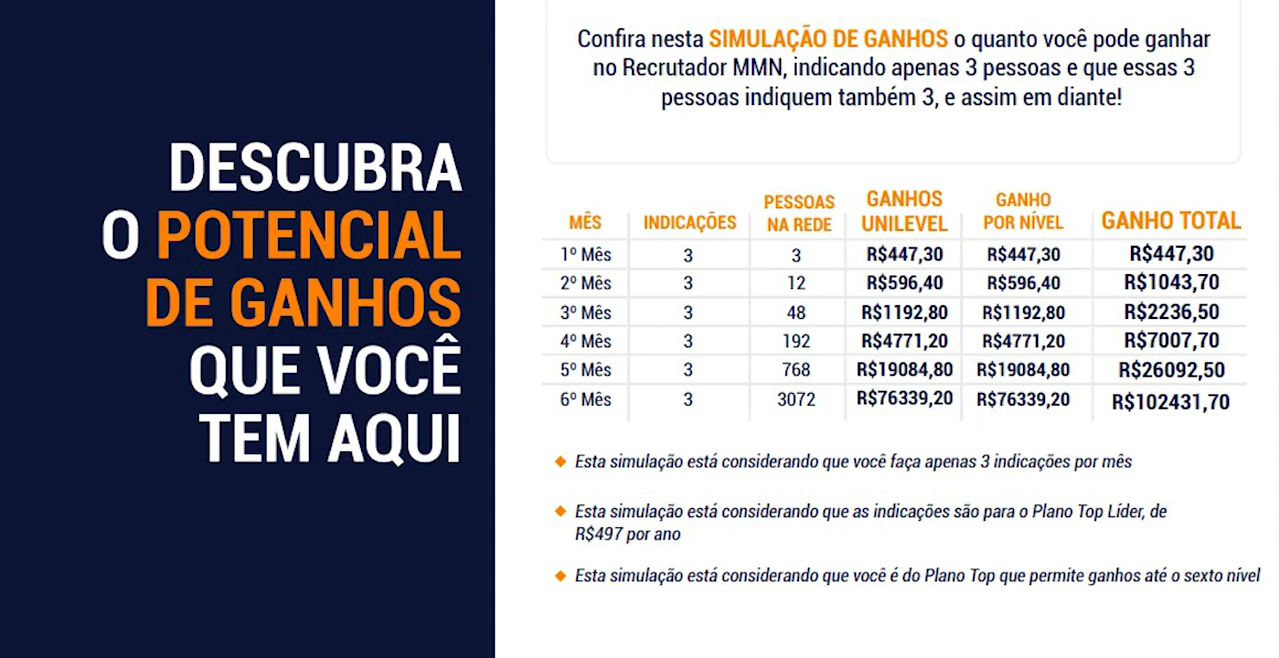 DESCUBRA
O POTENCIAL
DE GANHOS
QUE VOCÊ
TEM AQUI
Confira nesta SIMULAÇÃO DE GANHOS o quanto você pode ganhar
no Recrutador MMN, indicando apenas 3 pessoas e que essas 3
pessoas indiquem também 3, e assim em diante!
MÊS INDICAÇÕES PESSOAS NA REDE GANHOS UNILEVEL GANHO POR NÍVEL GANHO TOTAL
1º Mês 3 3 R$447,30 R$447,30 R$447,30
2º Mês 3 12 R$596,40 R$596,40 R$1043,70
3º Mês 3 48 R$1192,80 R$1192,80 R$2236,50
4º Mês 3 192 R$4771,20 R$4771,20 R$7007,70
5º Mês 3 768 R$19084,80 R$19084,80 R$26092,50
6º Mês 3 3072 R$76339,20 R$76339,20 R$102431,70
Esta simulação está considerando que você faça apenas 3 indicações por mês
Esta simulação está considerando que as indicações são para o Plano Top Líder, de
R$497 por ano
Esta simulação está considerando que você é do Plano Top que permite ganhos até o sexto nível